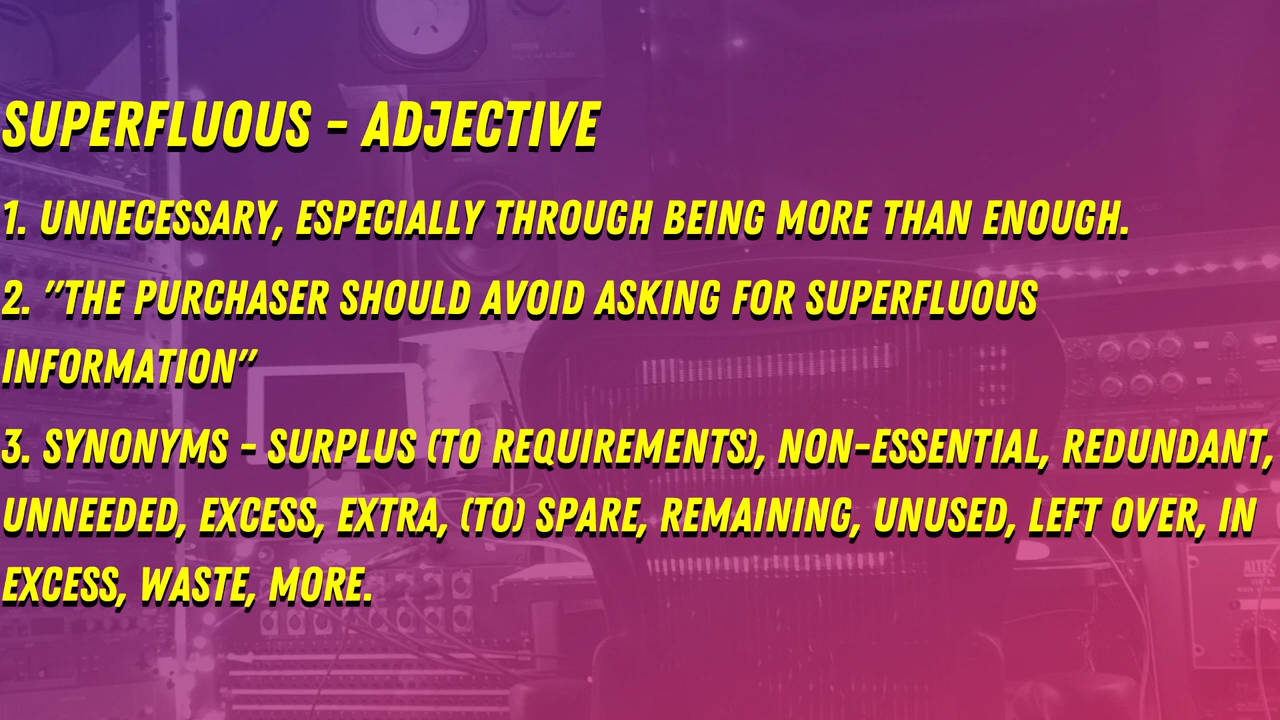 SUPERFLUOUS - ADJECTIVE
1. UNNECESSARY, ESPECIALLY THROUGH BEING MORE THAN ENOUGH.
2. "THE PURCHASER SHOULD AVOID ASKING FOR SUPERFLUOUS
INFORMATION"
3. SYNONYMS - SURPLUS (TO REQUIREMENTS), NON-ESSENTIAL, REDUNDANT,
UNNEEDED, EXCESS, EXTRA, (TO) SPARE, REMAINING, UNUSED, LEFT OVER, IN
EXCESS, WASTE, MORE.